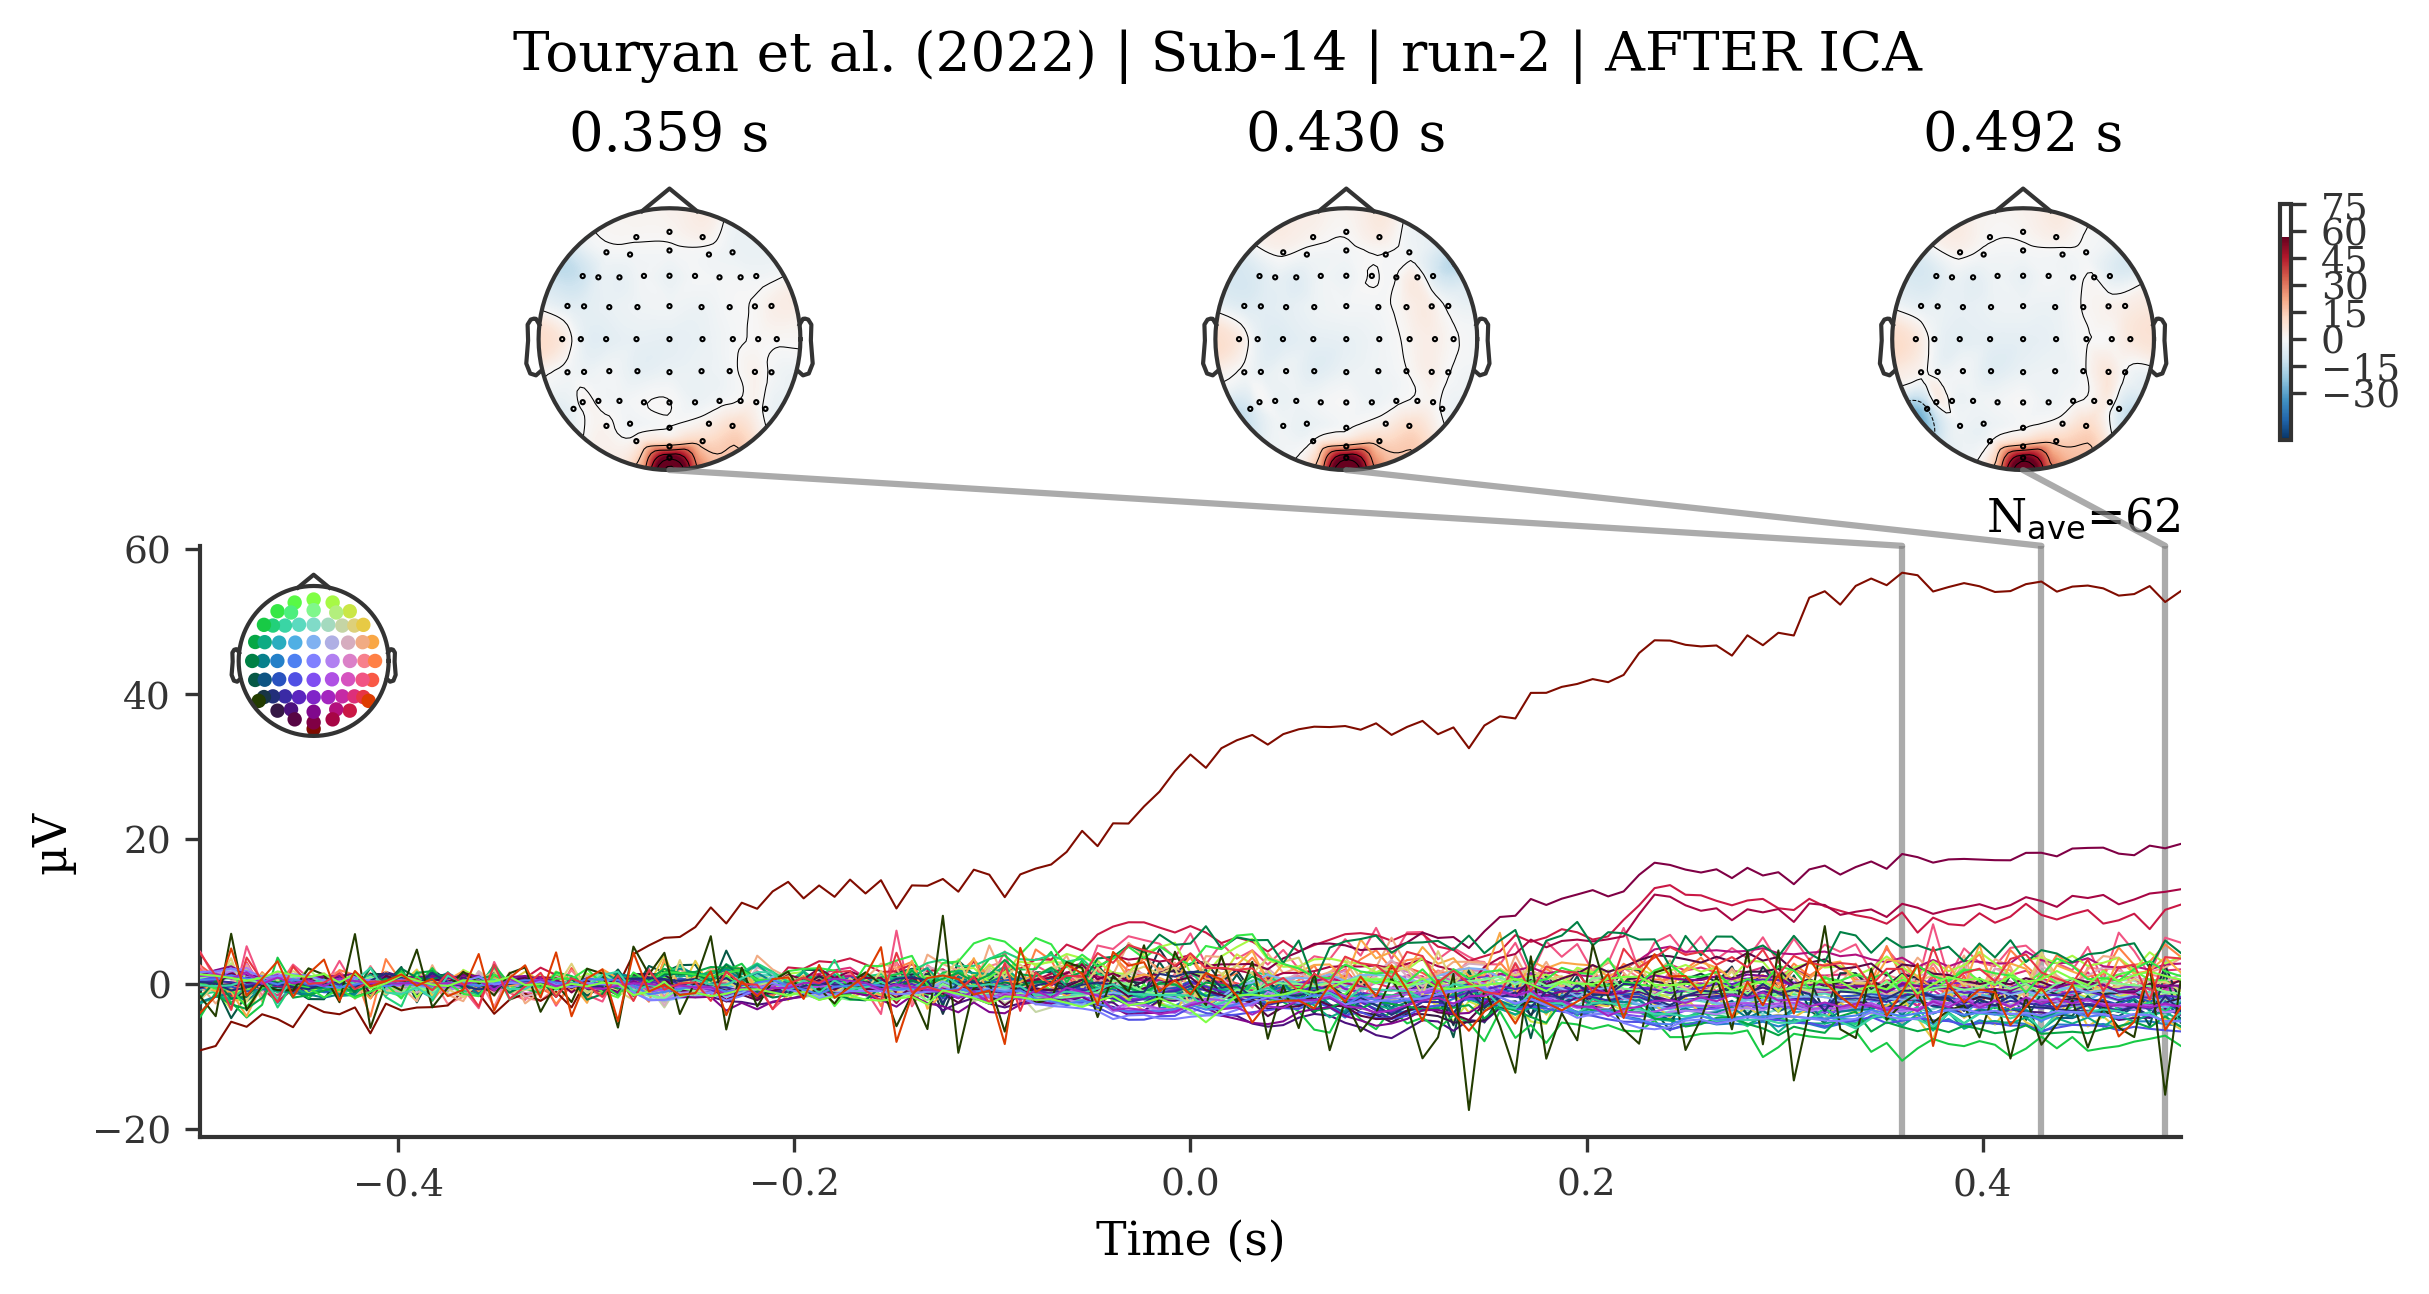 Touryan et al. (2022) | Sub-14 | run-2 | AFTER ICA
0.359 s
0.430 s
0.492 s
75
60
45
30
15
0
−15
−30
Nave=62
60
40
20
0
−20
µV
−0.4
−0.2
0.0
0.2
0.4
Time (s)